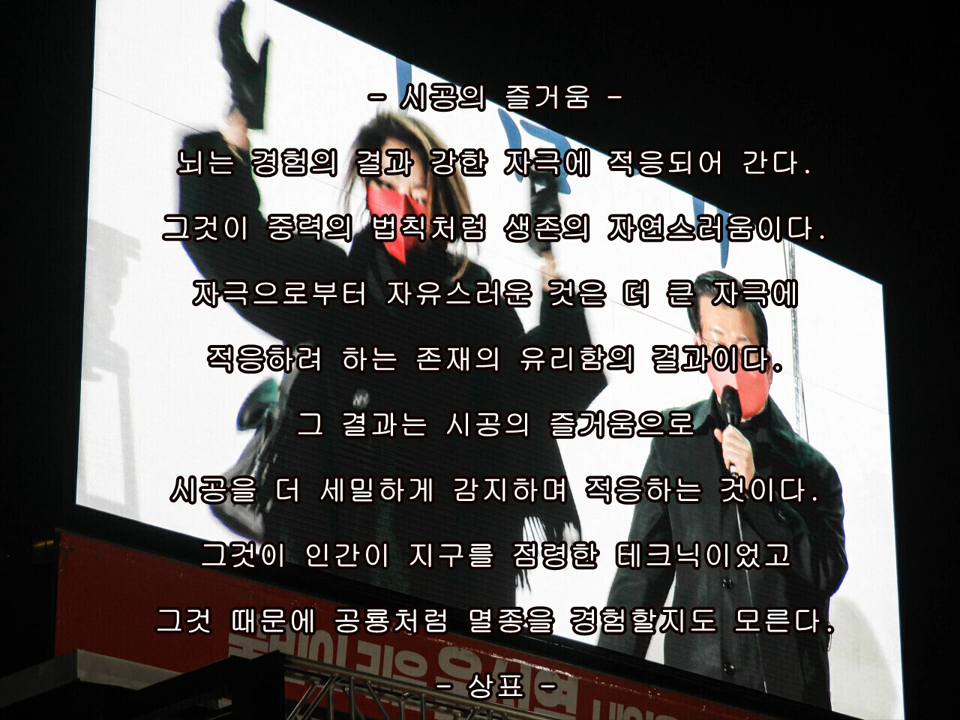 - 시공의 즐거움 -
뇌는 경험의 결과 강한 자극에 적응되어 간다.
그것이 중력의 법칙처럼 생존의 자연스러움이다.
자극으로부터 자유스러운 것은 더 큰 자극에
적응하려 하는 존재의 유리함의 결과이다.
그 결과는 시공의 즐거움으로
시공을 더 세밀하게 감지하며 적응하는 것이다.
그것이 인간이 지구를 점령한 테크닉이었고
그것 때문에 공룡처럼 멸종을 경험할지도 모른다.
- 상표 -